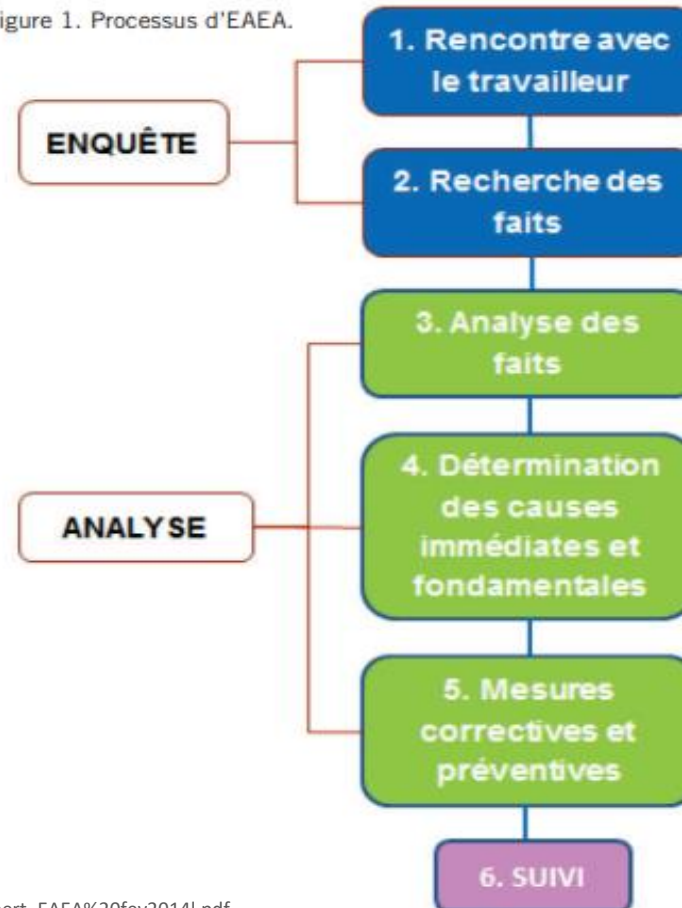 igure 1. Processus d'EAEA.
1. Rencontre avec
le travailleur
ENQUÊTE
2. Recherche des
faits
3. Analyse des
faits
4. Détermination
des causes
immédiates et
fondamentales
ANALYSE
5. Mesures
correctives et
préventives
6. SUIVI